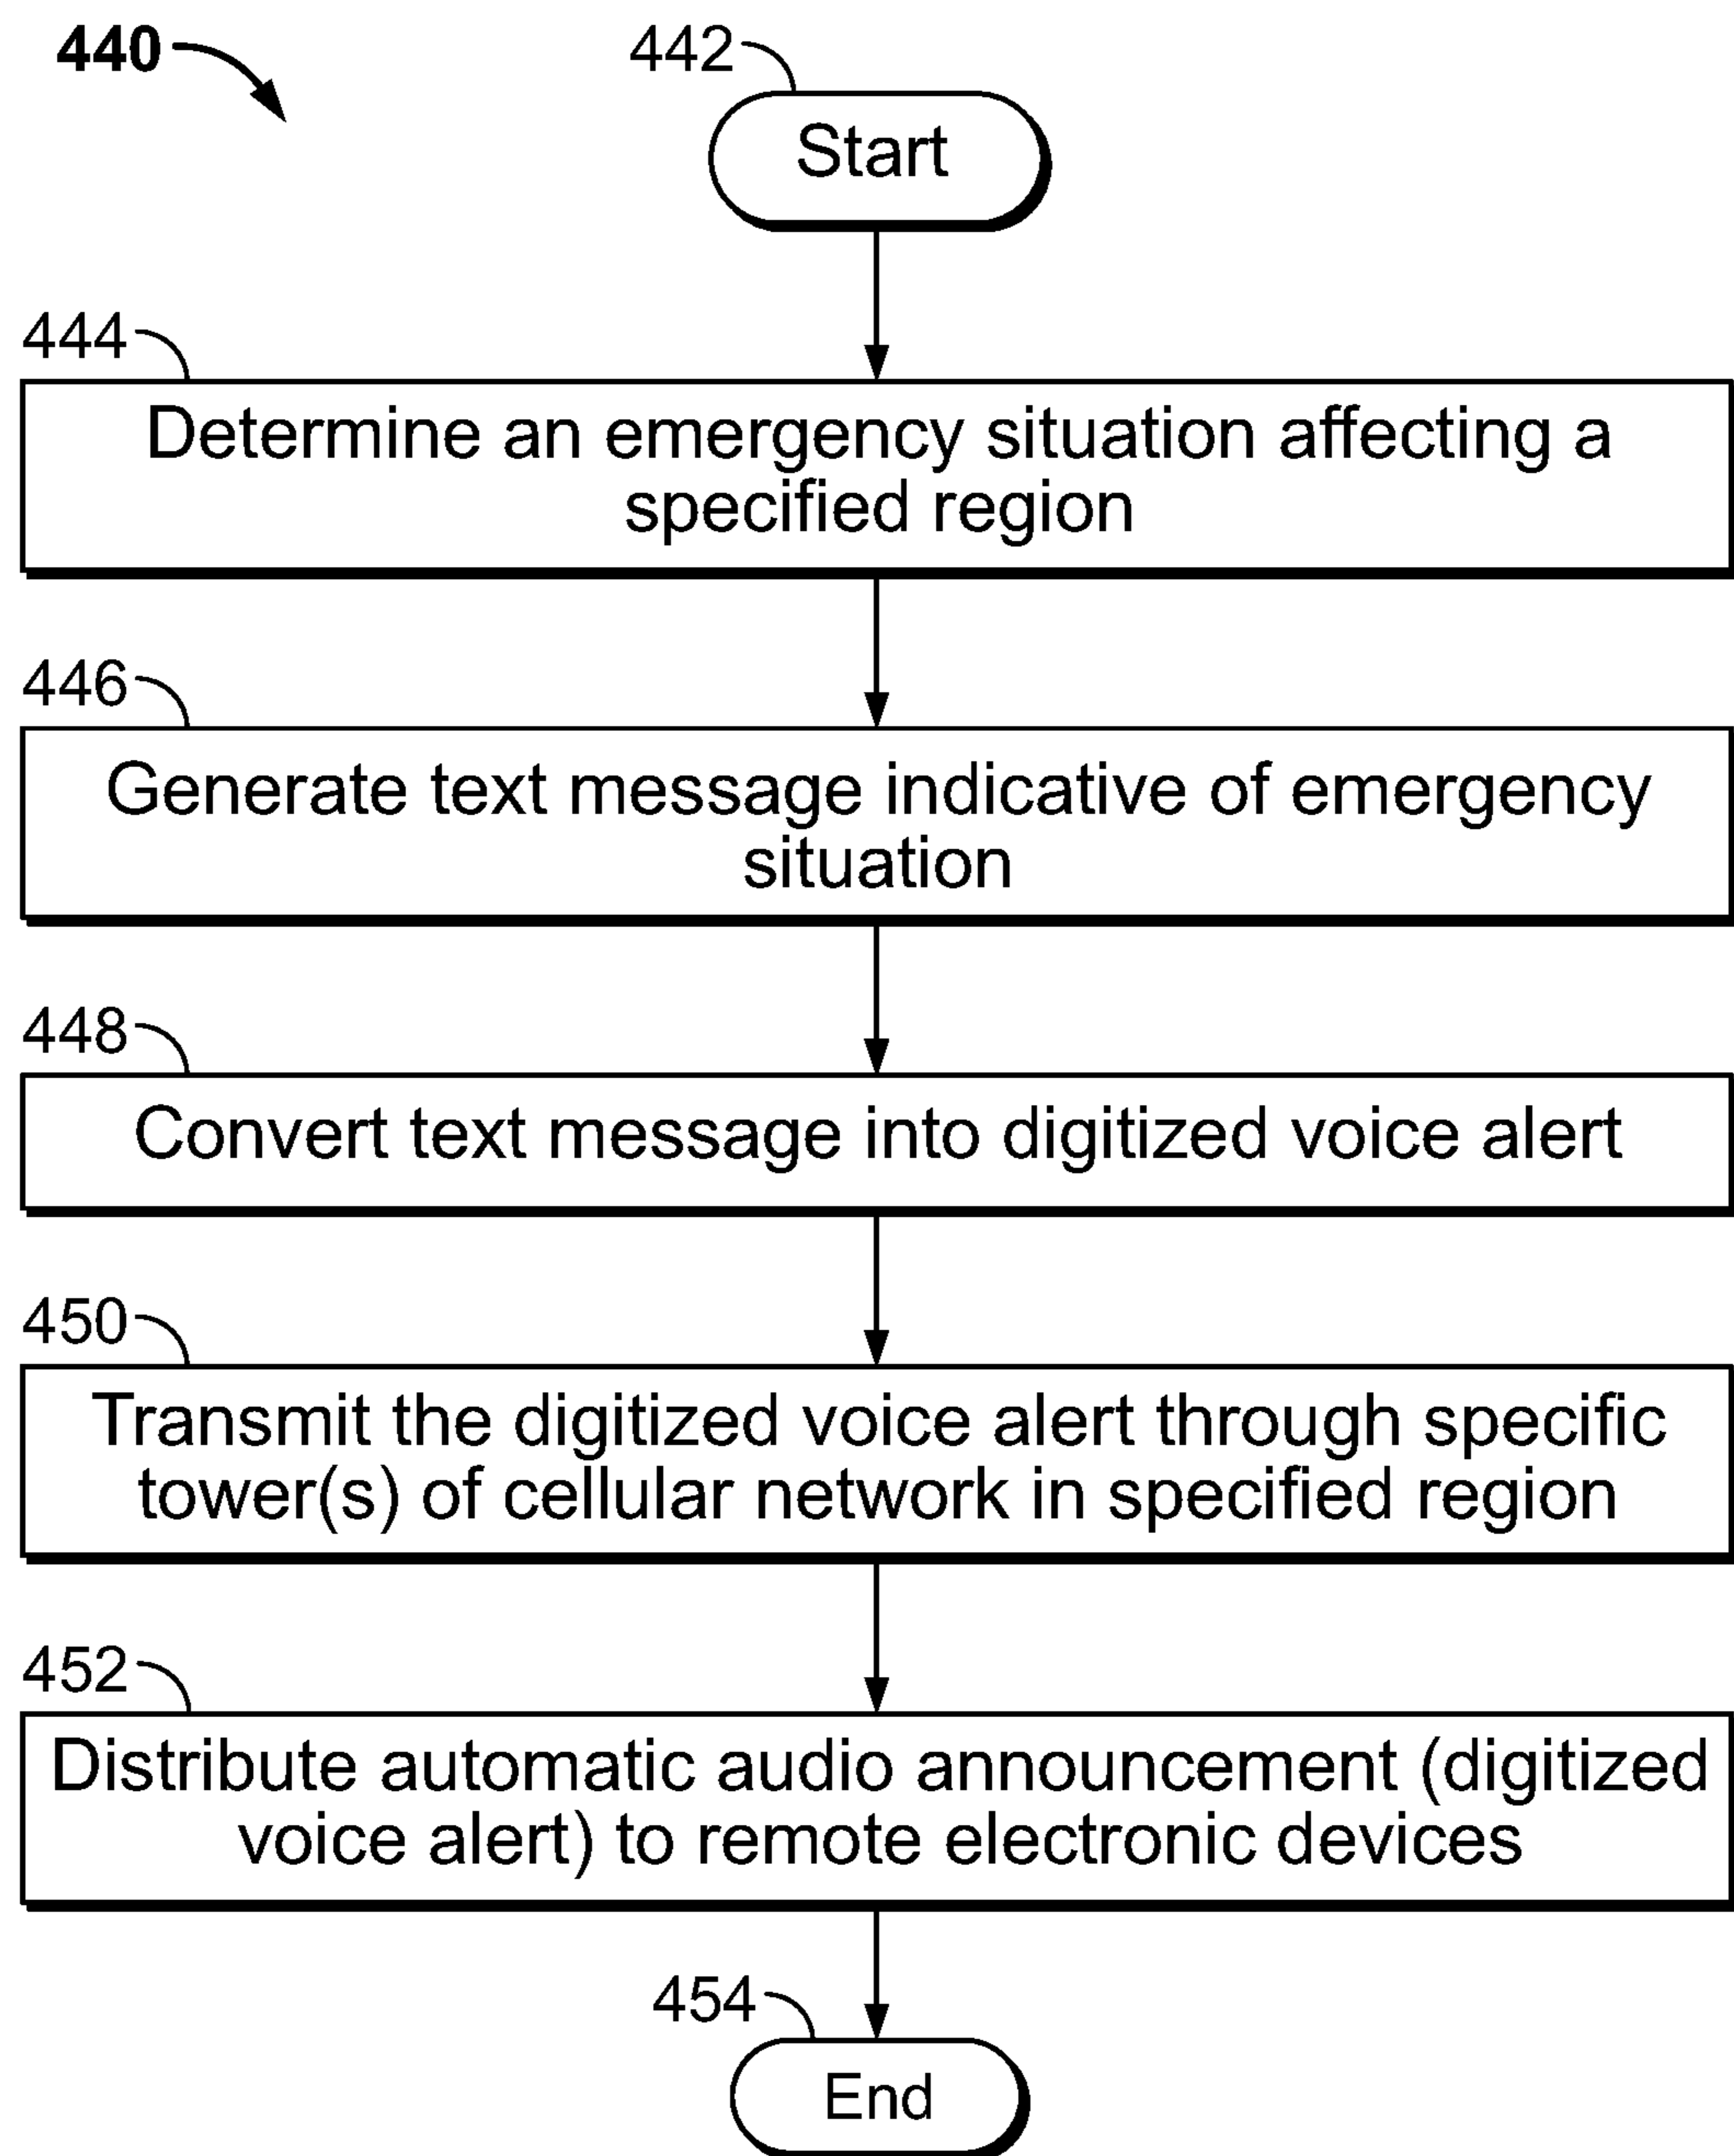 440
442
Start
444
Determine an emergency situation affecting a
specified region
446
Generate text message indicative of emergency
situation
448
Convert text message into digitized voice alert
450
Transmit the digitized voice alert through specific
tower(s) of cellular network in specified region
452
Distribute automatic audio announcement (digitized
voice alert) to remote electronic devices
454
End